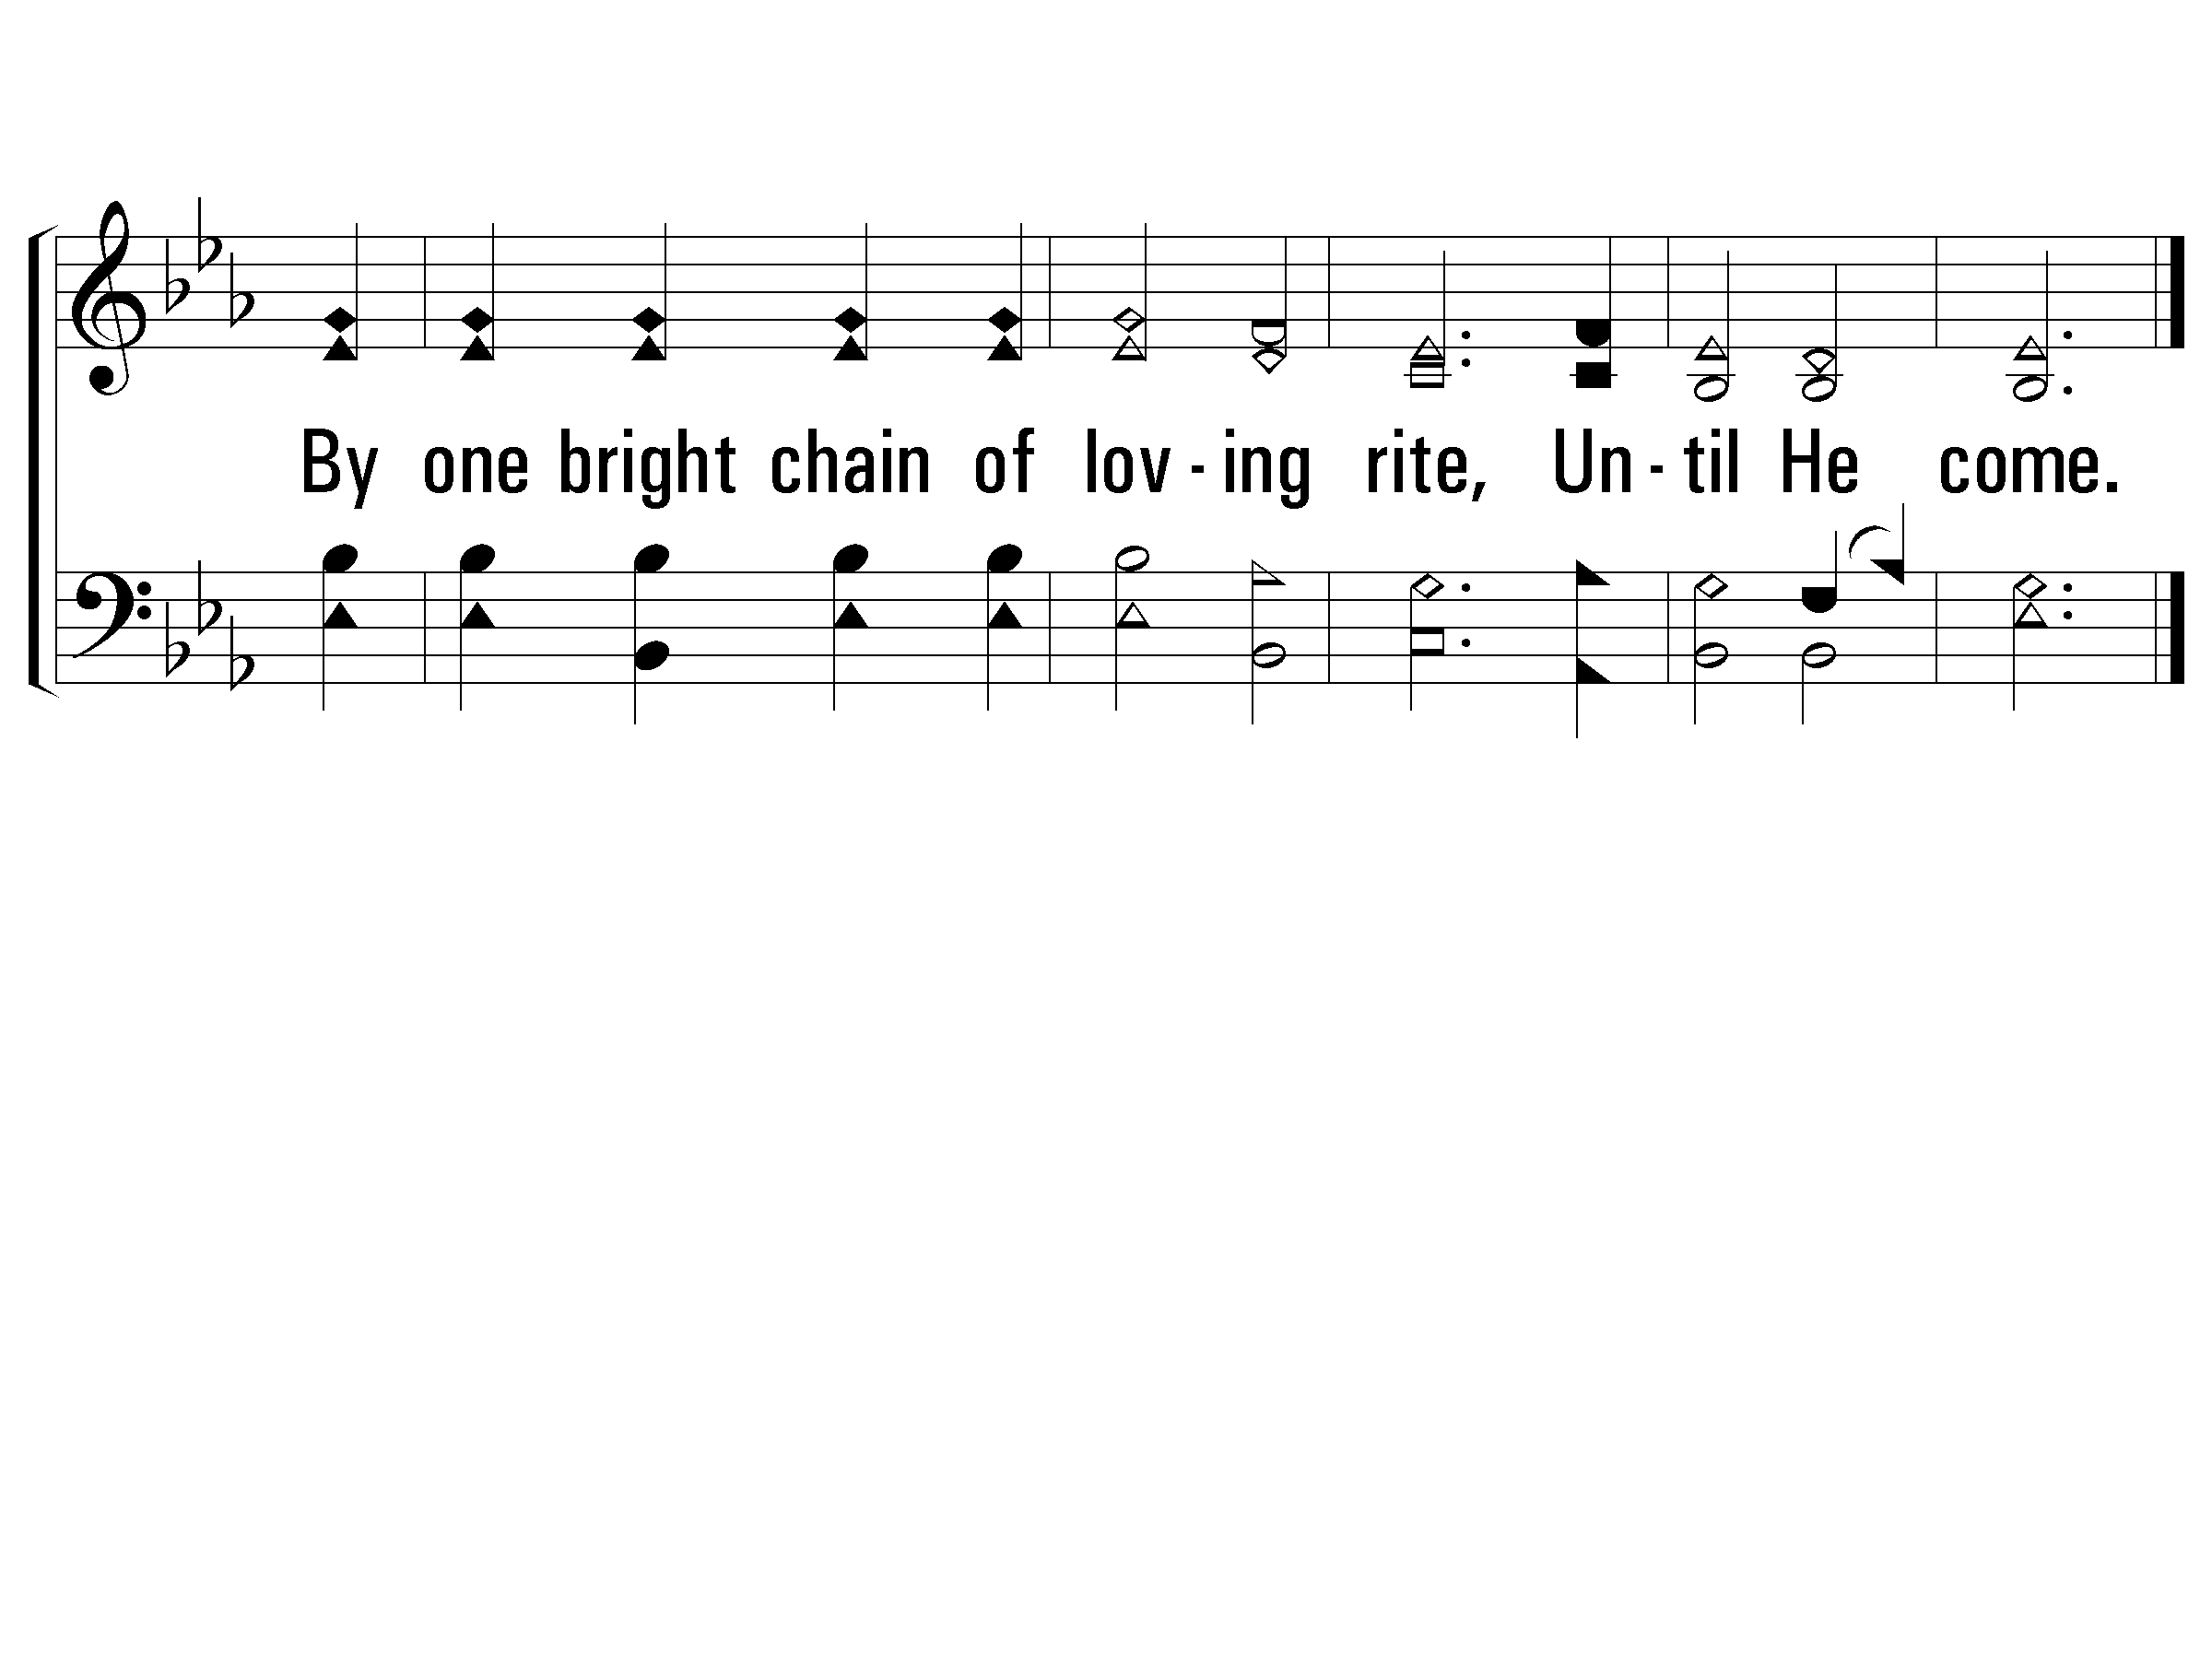 By one bright chain of lov - ing rite, Un - til He come.